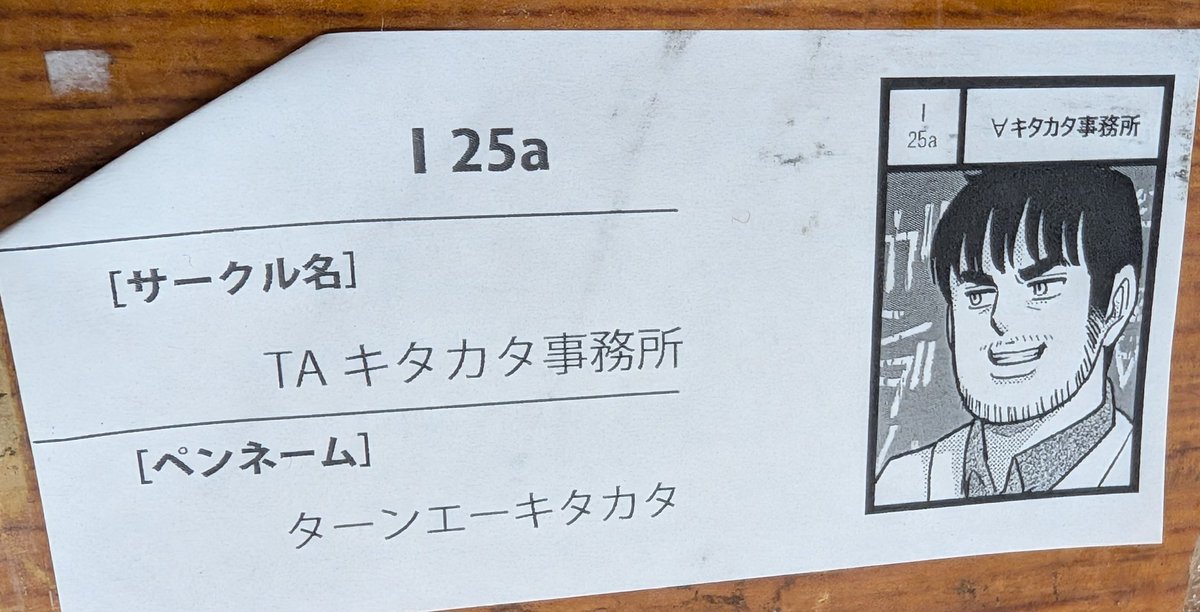 I 25a
[サークル名]
TA キタカタ事務所
[ペンネーム]
ターンエーキタカタ
I
25a
∀キタカタ事務所